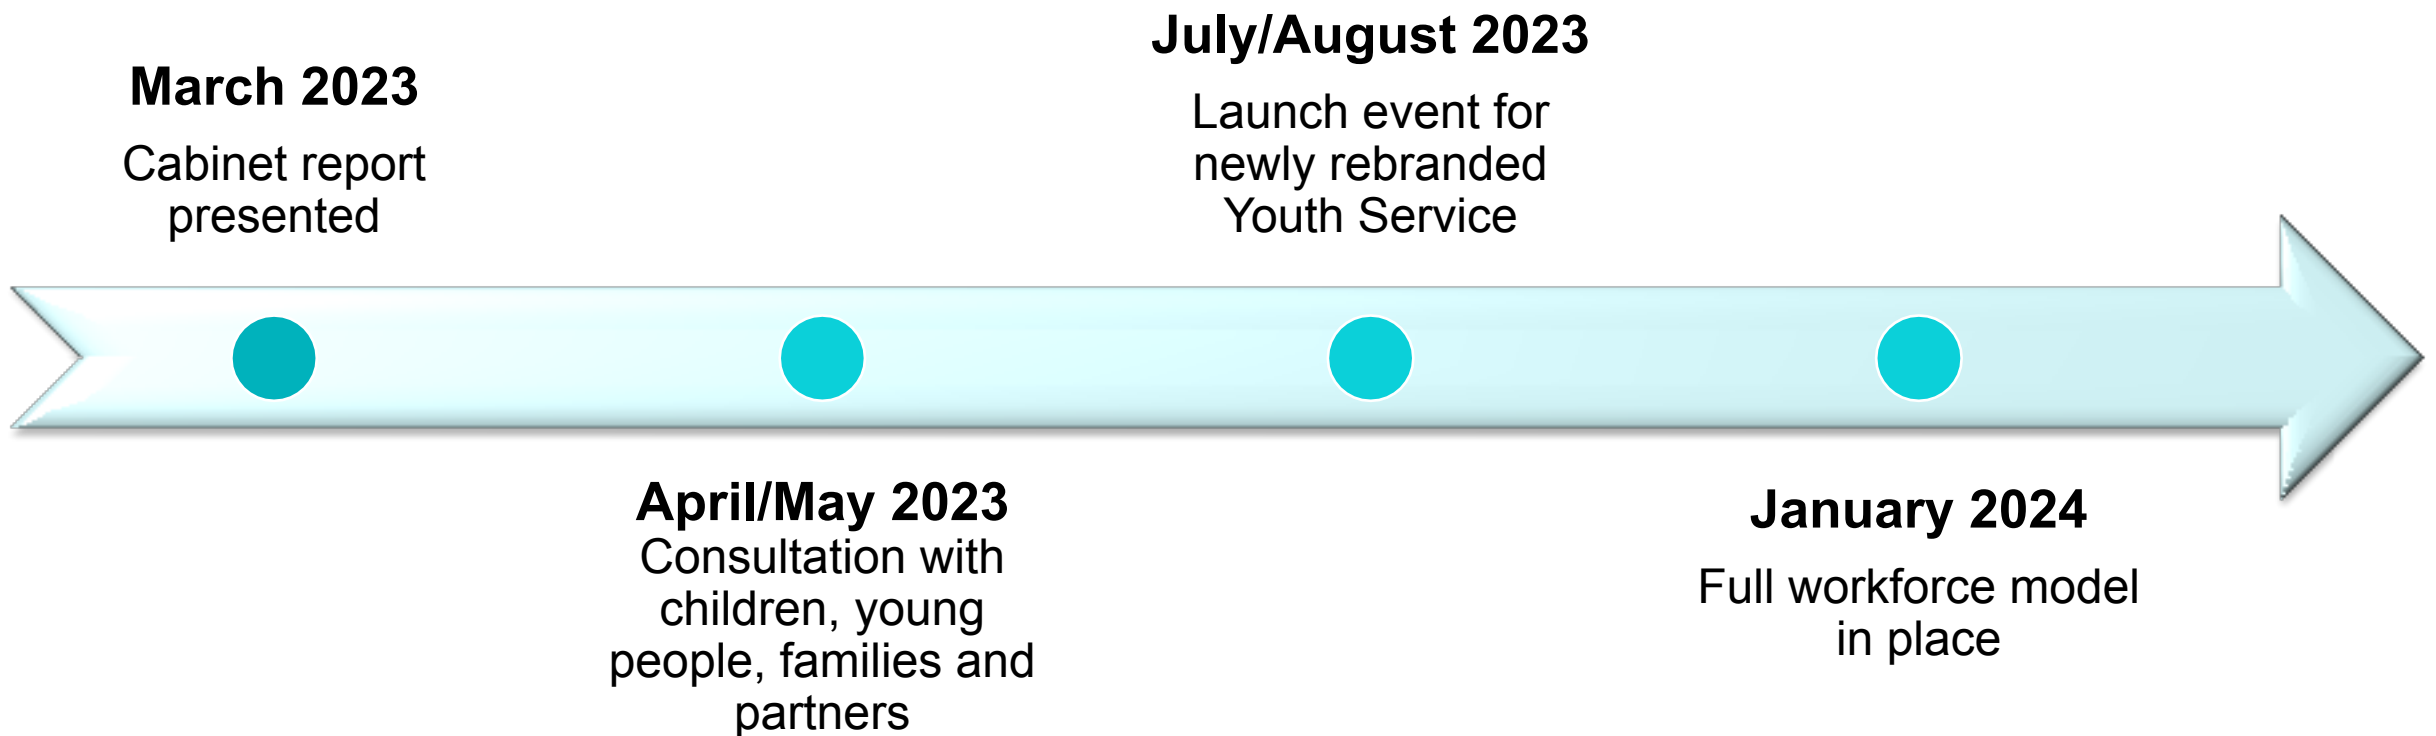 March 2023
Cabinet report
presented
April/May 2023
Consultation with
children, young
people, families and
partners
July/August 2023
Launch event for
newly rebranded
Youth Service
January 2024
Full workforce model
in place